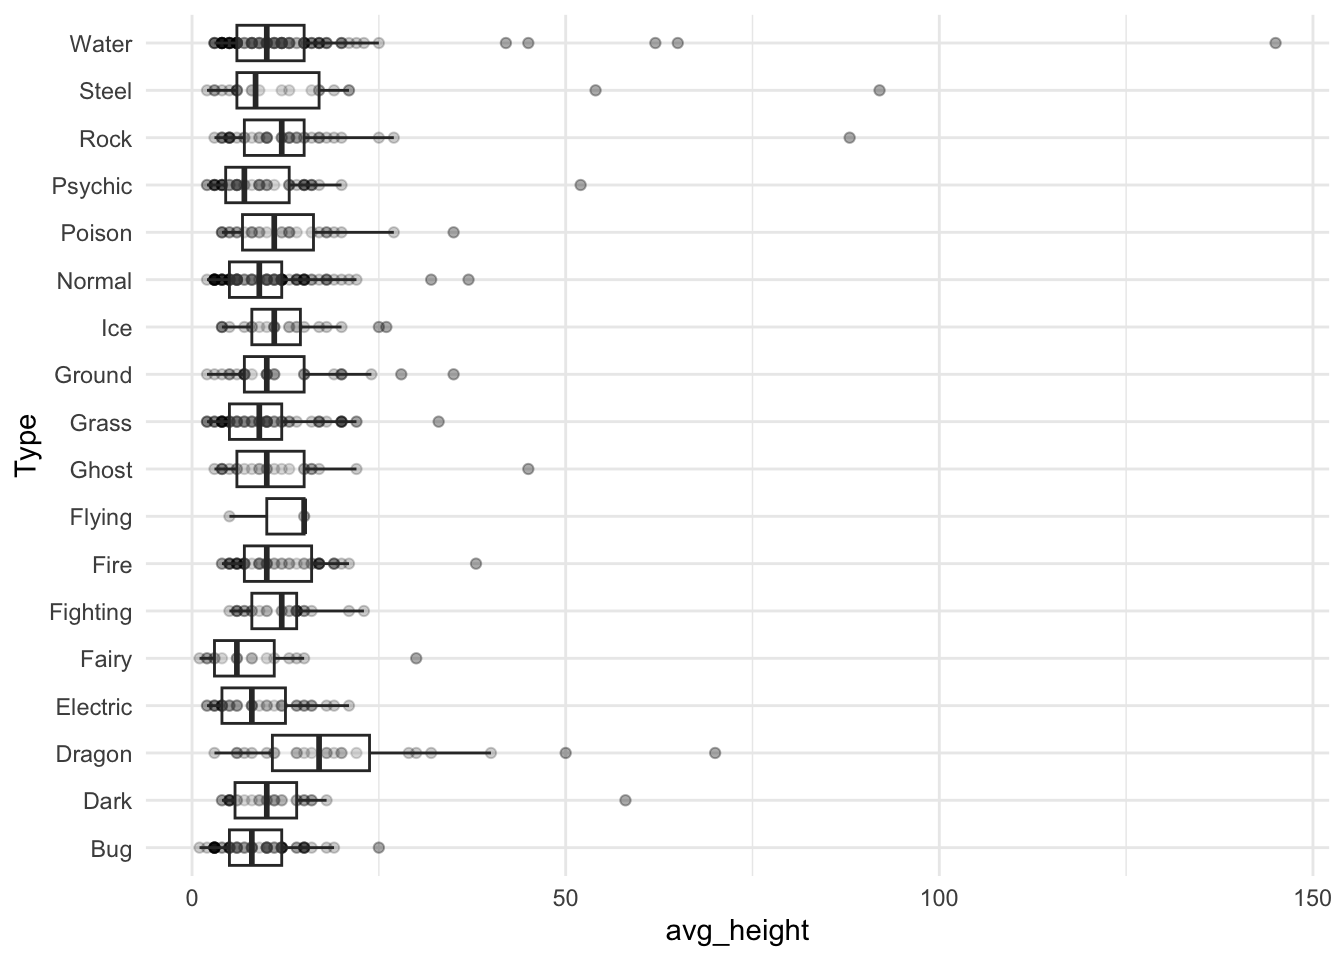 Water
Steel
Rock
Psychic
Poison
Normal
Ice
Ground
Grass
Ghost
Flying
Fire
Fighting
Fairy
Electric
Dragon
Dark
Bug
Type
0 50 100 150
avg_height